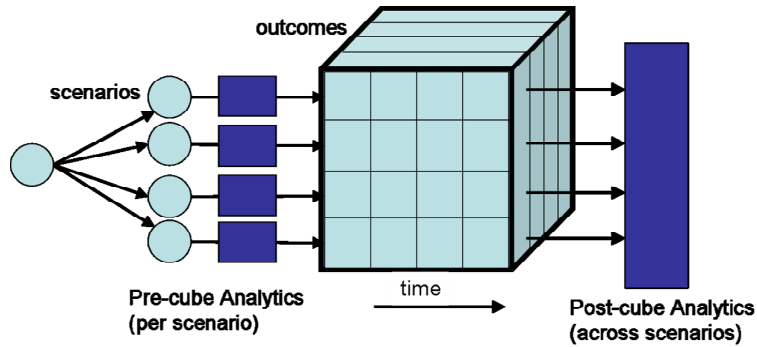 outcomes
scenarios
Pre-cube Analytics
(per scenario)
time
Post-cube Analytics
(across scenarios)